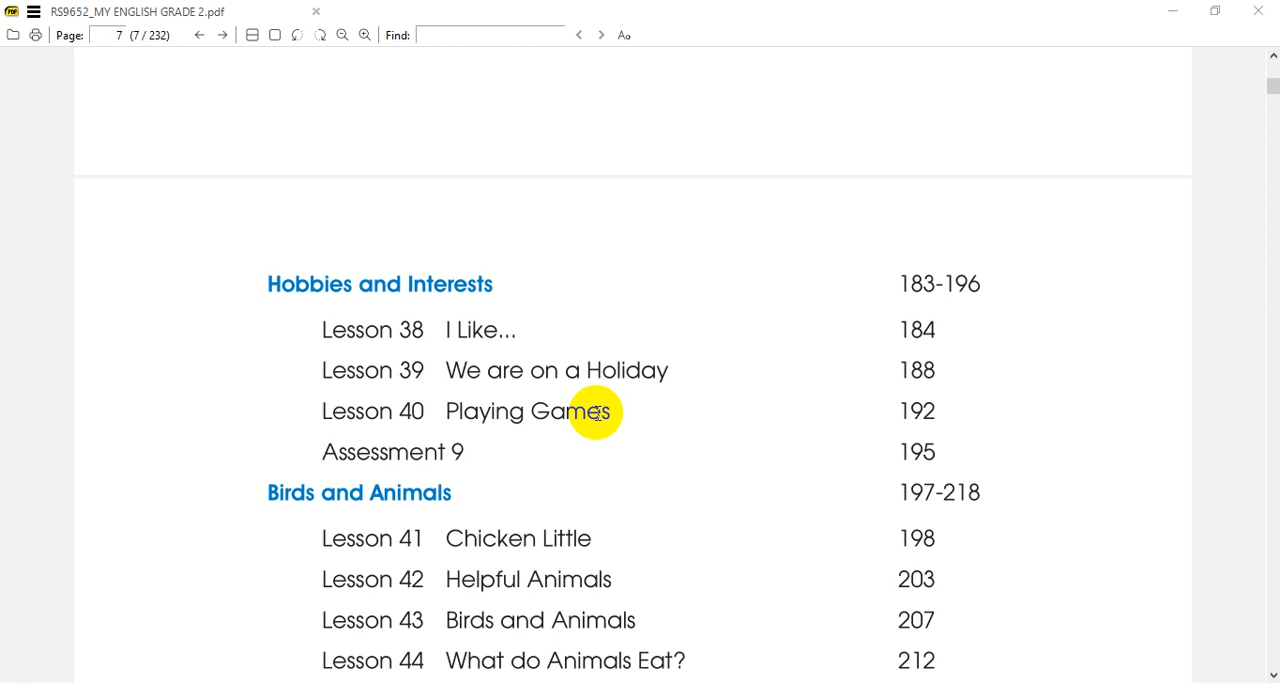 RS9652_MY ENGLISH GRADE 2.pdf
Page: 7 (7 / 232) Find: Aa
Hobbies and Interests 183-196
Lesson 38 I Like... 184
Lesson 39 We are on a Holiday 188
Lesson 40 Playing Games 192
Assessment 9 195
Birds and Animals 197-218
Lesson 41 Chicken Little 198
Lesson 42 Helpful Animals 203
Lesson 43 Birds and Animals 207
Lesson 44 What do Animals Eat? 212